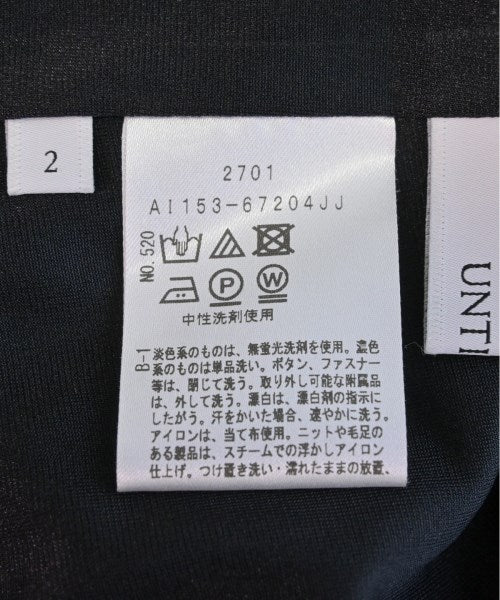 2
2701
AI153-67204JJ
NO.520
P
W
中性洗剤使用
B-1
淡色系のものは、無蛍光洗剤を使用。濃色
系のものは単品洗い。ボタン、ファスナー
等は、閉じて洗う。取り外し可能な附属品
は、外して洗う。漂白は、漂白剤の指示に
したがう。汗をかいた場合、速やかに洗う。
アイロンは、当て布使用。ニットや毛足の
ある製品は、スチームでの浮かしアイロン
仕上げ。つけ置き洗い・濡れたままの放置、
UNTI